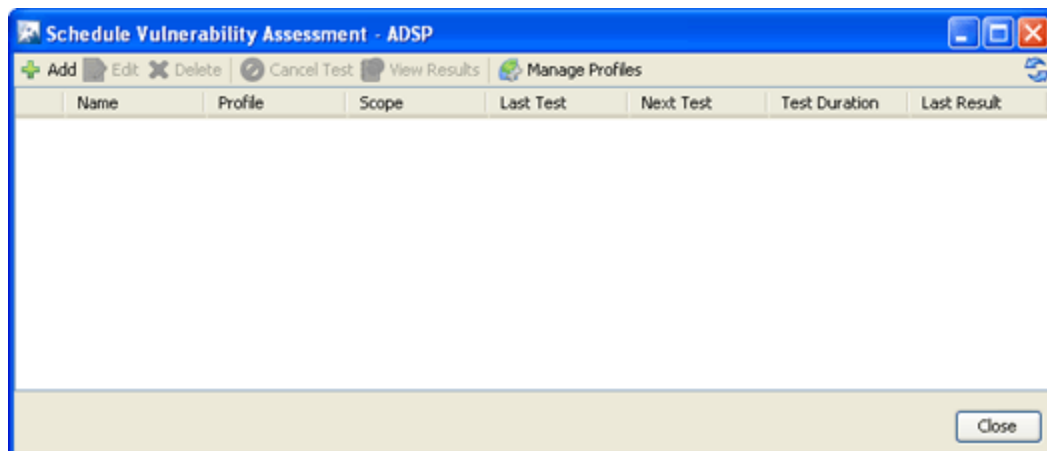 Schedule Vulnerability Assessment - ADSP
Add Edit Delete Cancel Test View Results Manage Profiles
Name Profile Scope Last Test Next Test Test Duration Last Result
Close